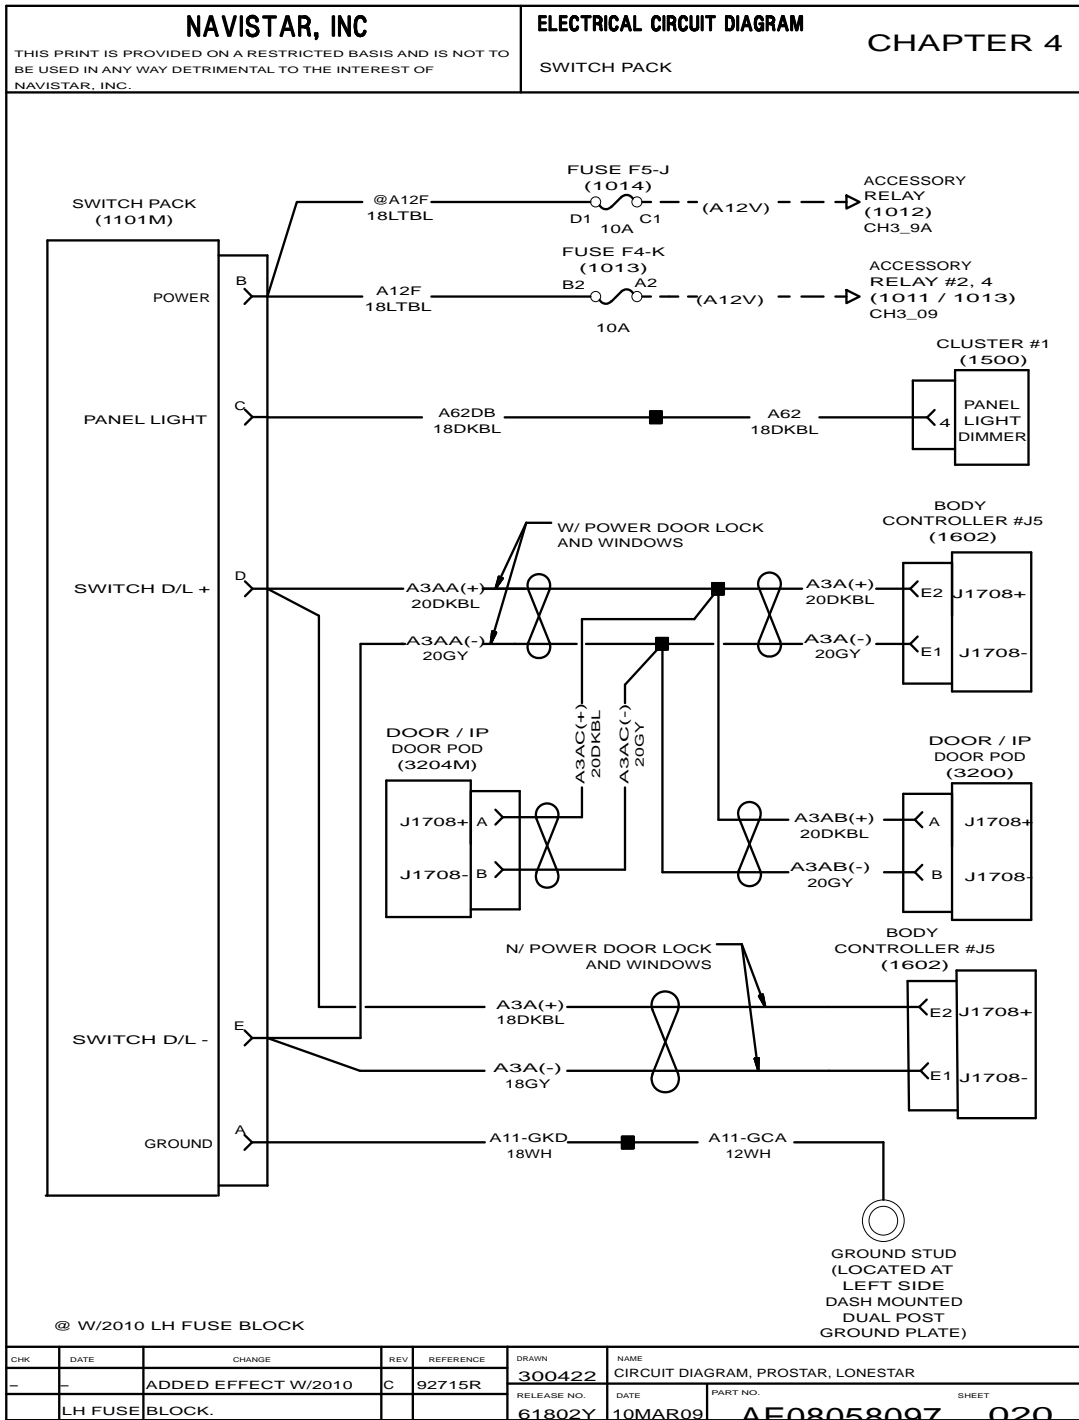 NAVISTAR, INC
THIS PRINT IS PROVIDED ON A RESTRICTED BASIS AND IS NOT TO
BE USED IN ANY WAY DETRIMENTAL TO THE INTEREST OF
NAVISTAR, INC.
ELECTRICAL CIRCUIT DIAGRAM
SWITCH PACK
CHAPTER 4
SWITCH PACK
(1101M)
@A12F
18LTBL
FUSE F5-J
(1014)
D1
C1
10A
(A12V)
ACCESSORY
RELAY
(1012)
CH3_9A
B
POWER
A12F
18LTBL
FUSE F4-K
(1013)
B2
A2
10A
(A12V)
ACCESSORY
RELAY #2, 4
(1011 / 1013)
CH3_09
CLUSTER #1
(1500)
C
PANEL LIGHT
A62DB
18DKBL
A62
18DKBL
4
PANEL
LIGHT
DIMMER
W/ POWER DOOR LOCK
AND WINDOWS
BODY
CONTROLLER #J5
(1602)
D
SWITCH D/L +
A3AA(+)
20DKBL
A3A(+)
20DKBL
E2
J1708+
A3AA(-)
20GY
A3A(-)
20GY
E1
J1708-
A3AC(+)
20DKBL
A3AC(-)
20GY
DOOR / IP
DOOR POD
(3204M)
J1708+
A
J1708-
B
DOOR / IP
DOOR POD
(3200)
A3AB(+)
20DKBL
A
J1708+
A3AB(-)
20GY
B
J1708-
N/ POWER DOOR LOCK
AND WINDOWS
BODY
CONTROLLER #J5
(1602)
A3A(+)
18DKBL
E2
J1708+
E
SWITCH D/L -
A3A(-)
18GY
E1
J1708-
A
GROUND
A11-GKD
18WH
A11-GCA
12WH
GROUND STUD
(LOCATED AT
LEFT SIDE
DASH MOUNTED
DUAL POST
GROUND PLATE)
@ W/2010 LH FUSE BLOCK
CHK DATE CHANGE REV REFERENCE
– – ADDED EFFECT W/2010 C 92715R
LH FUSE BLOCK.
DRAWN
300422
NAME
CIRCUIT DIAGRAM, PROSTAR, LONESTAR
RELEASE NO.
61802Y
DATE
10MAR09
PART NO.
AE08058097
SHEET
020